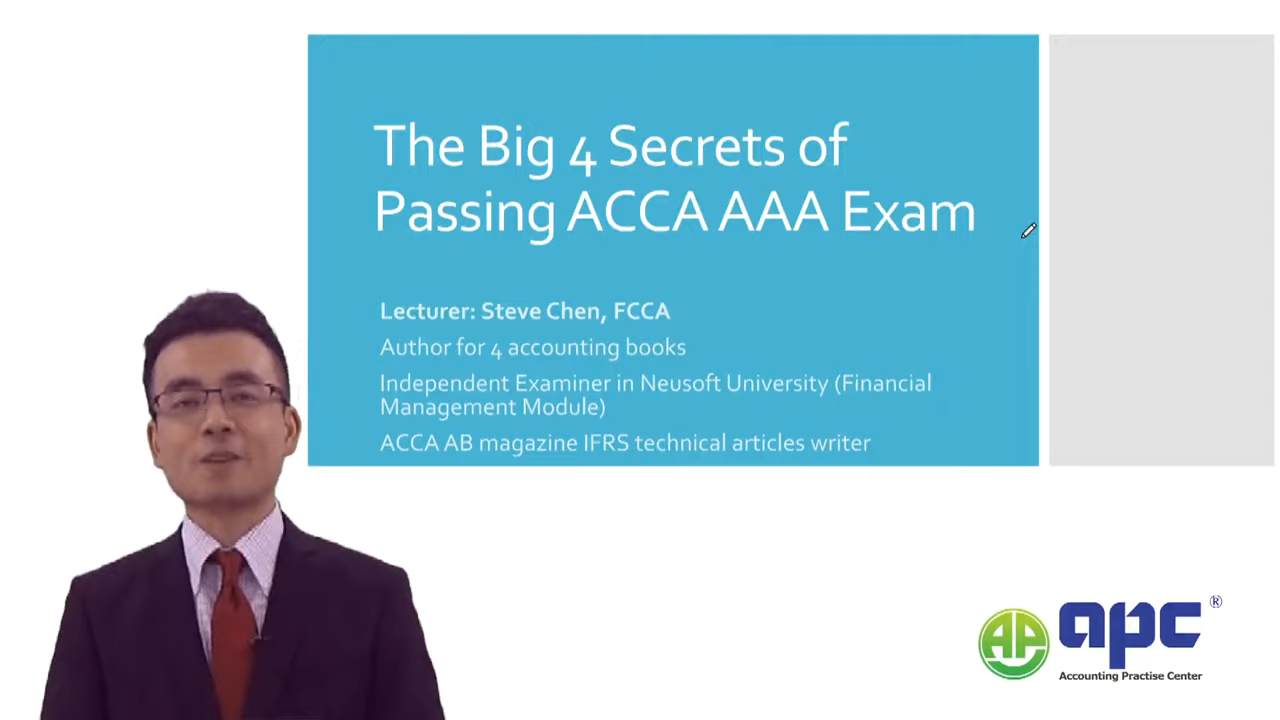 The Big 4 Secrets of
Passing ACCA AAA Exam
Lecturer: Steve Chen, FCCA
Author for 4 accounting books
Independent Examiner in Neusoft University (Financial
Management Module)
ACCA AB magazine IFRS technical articles writer
AP apc ®
Accounting Practise Center